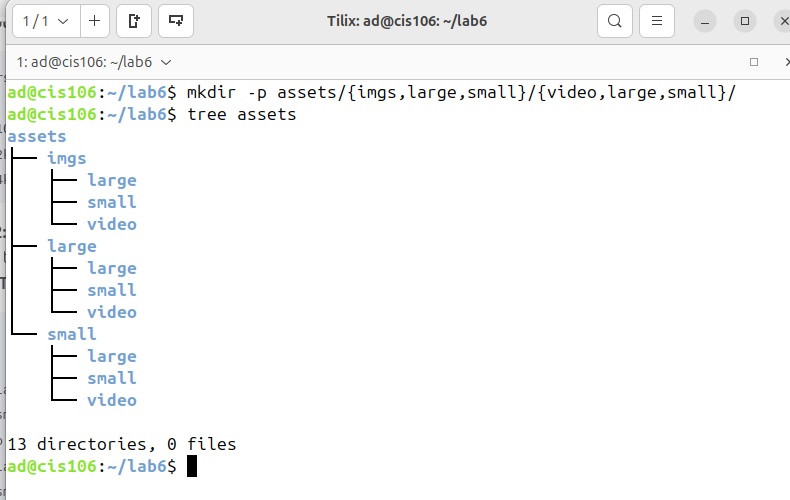 1 / 1
Tilix: ad@cis106: ~/lab6
1: ad@cis106: ~/lab6
ad@cis106:~/lab6$ mkdir -p assets/{imgs,large,small}/{video,large,small}/
ad@cis106:~/lab6$ tree assets
assets
├── imgs
│   ├── large
│   ├── small
│   └── video
├── large
│   ├── large
│   ├── small
│   └── video
└── small
    ├── large
    ├── small
    └── video
13 directories, 0 files
ad@cis106:~/lab6$